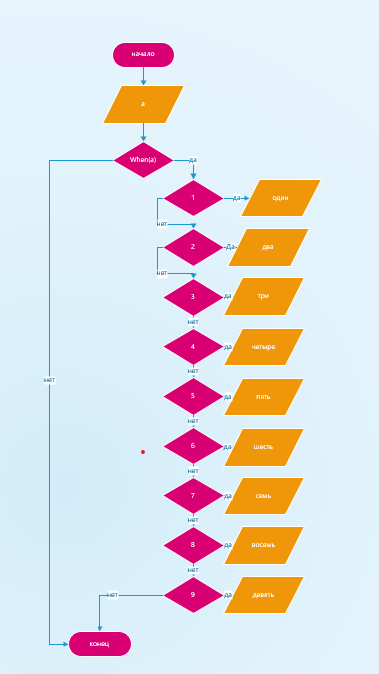 начало
а
When(a)
да
1
да
один
нет
2
Да
два
нет
3
да
три
нет
4
да
четыре
нет
5
да
пять
нет
6
да
шесть
нет
7
да
семь
нет
8
да
восемь
нет
9
да
девять
нет
нет
конец